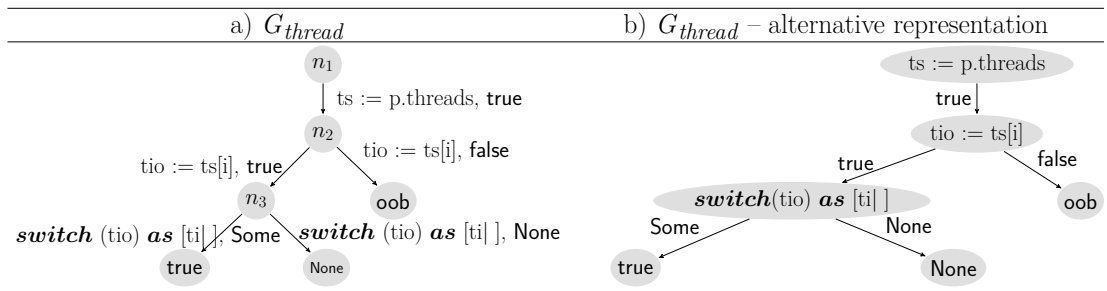 a) G_thread b) G_thread – alternative representation
n₁ ts := p.threads
ts := p.threads, true true
n₂ tio := ts[i]
tio := ts[i], true tio := ts[i], false true false
n₃ oob switch(tio) as [ti| ] oob
switch (tio) as [ti| ], Some switch (tio) as [ti| ], None Some None
true None true None